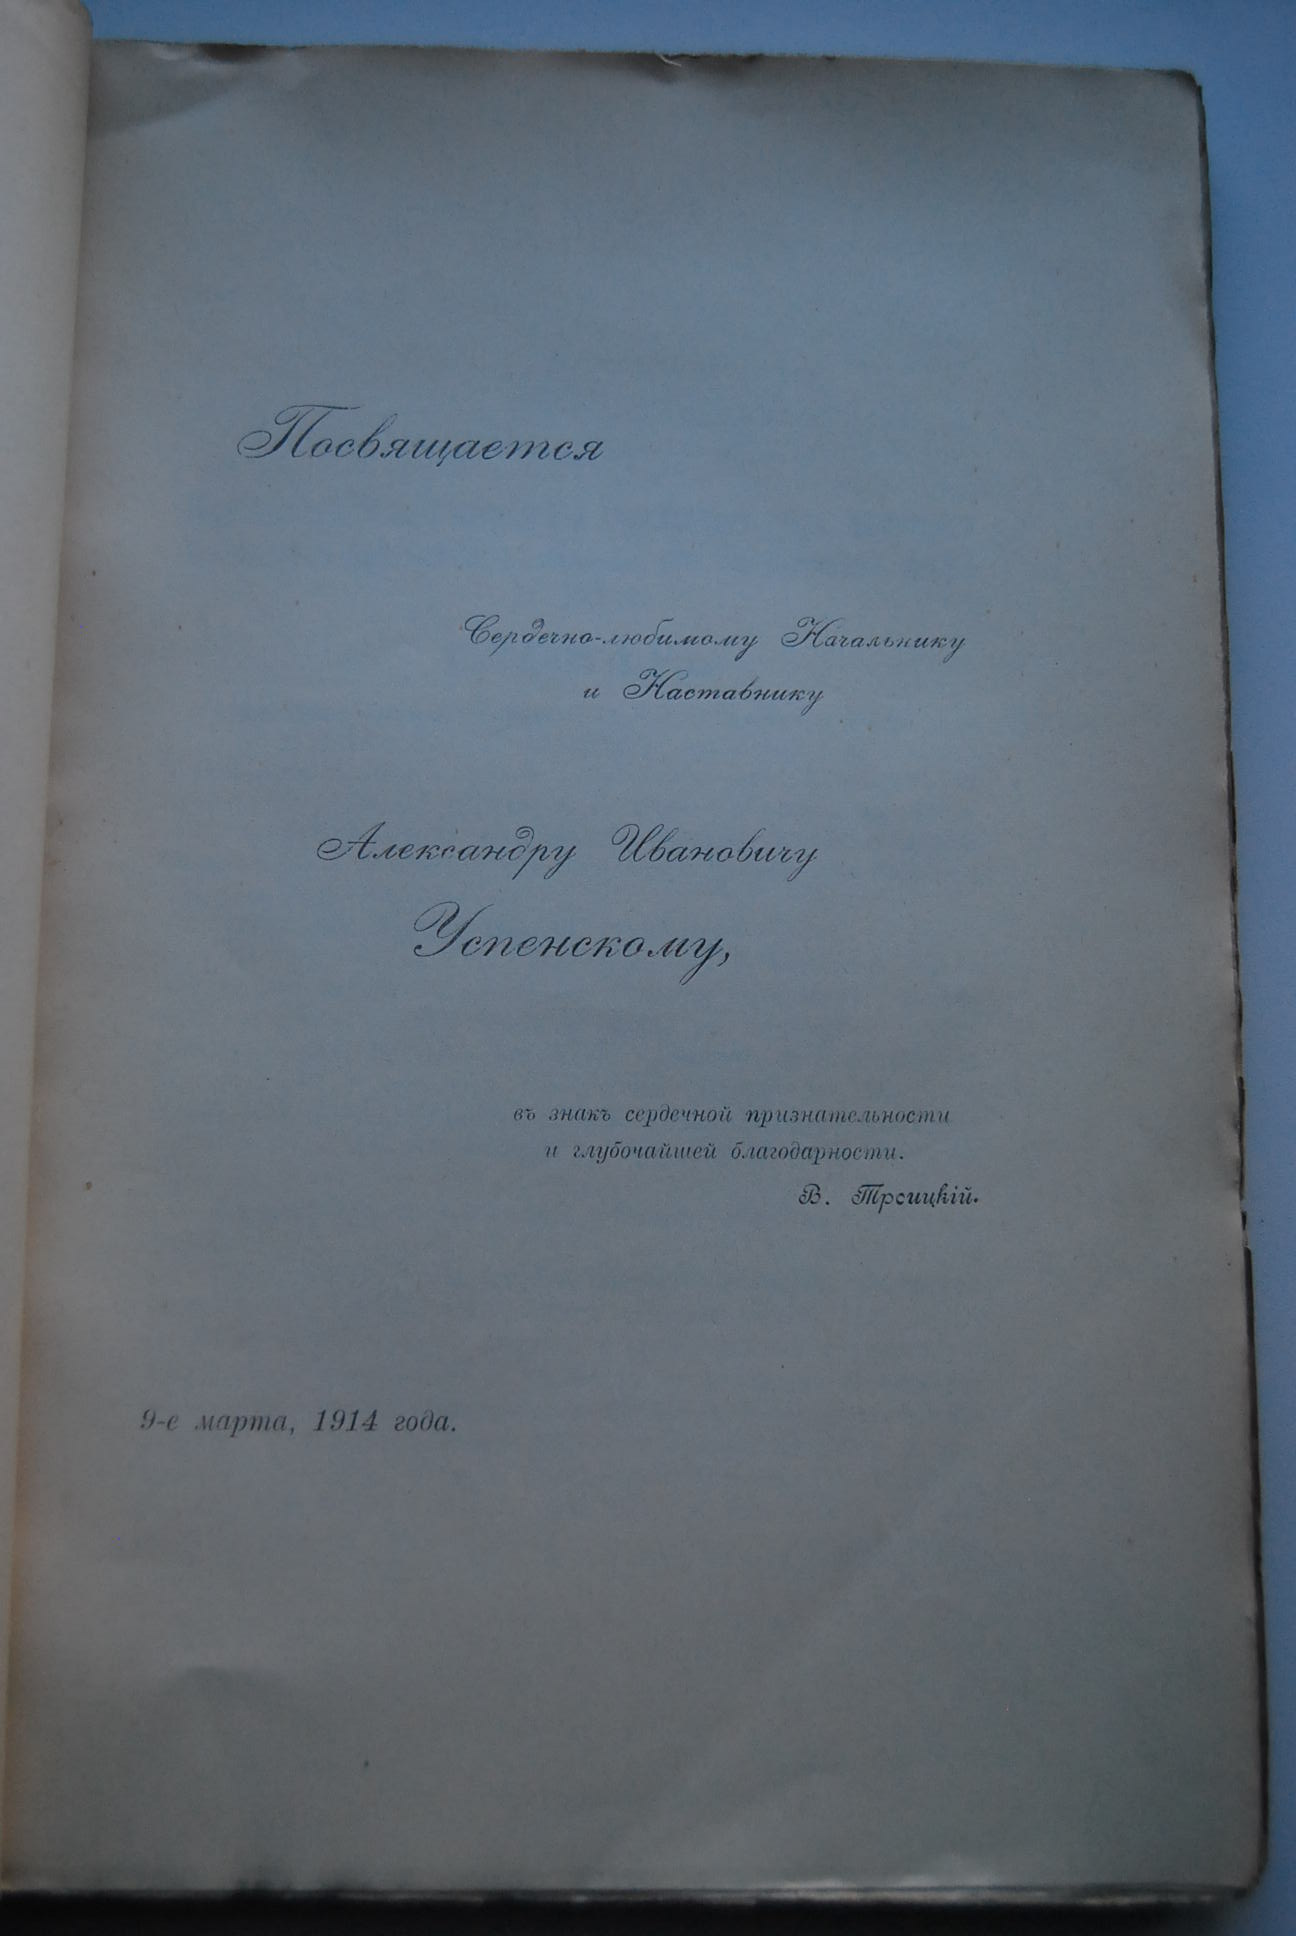 Посвящается
Сердечно-любимому Начальнику
и Наставнику
Александру Ивановичу
Успенскому,
въ знакъ сердечной признательности
и глубочайшей благодарности.
В. Троицкій.
9-е марта, 1914 года.